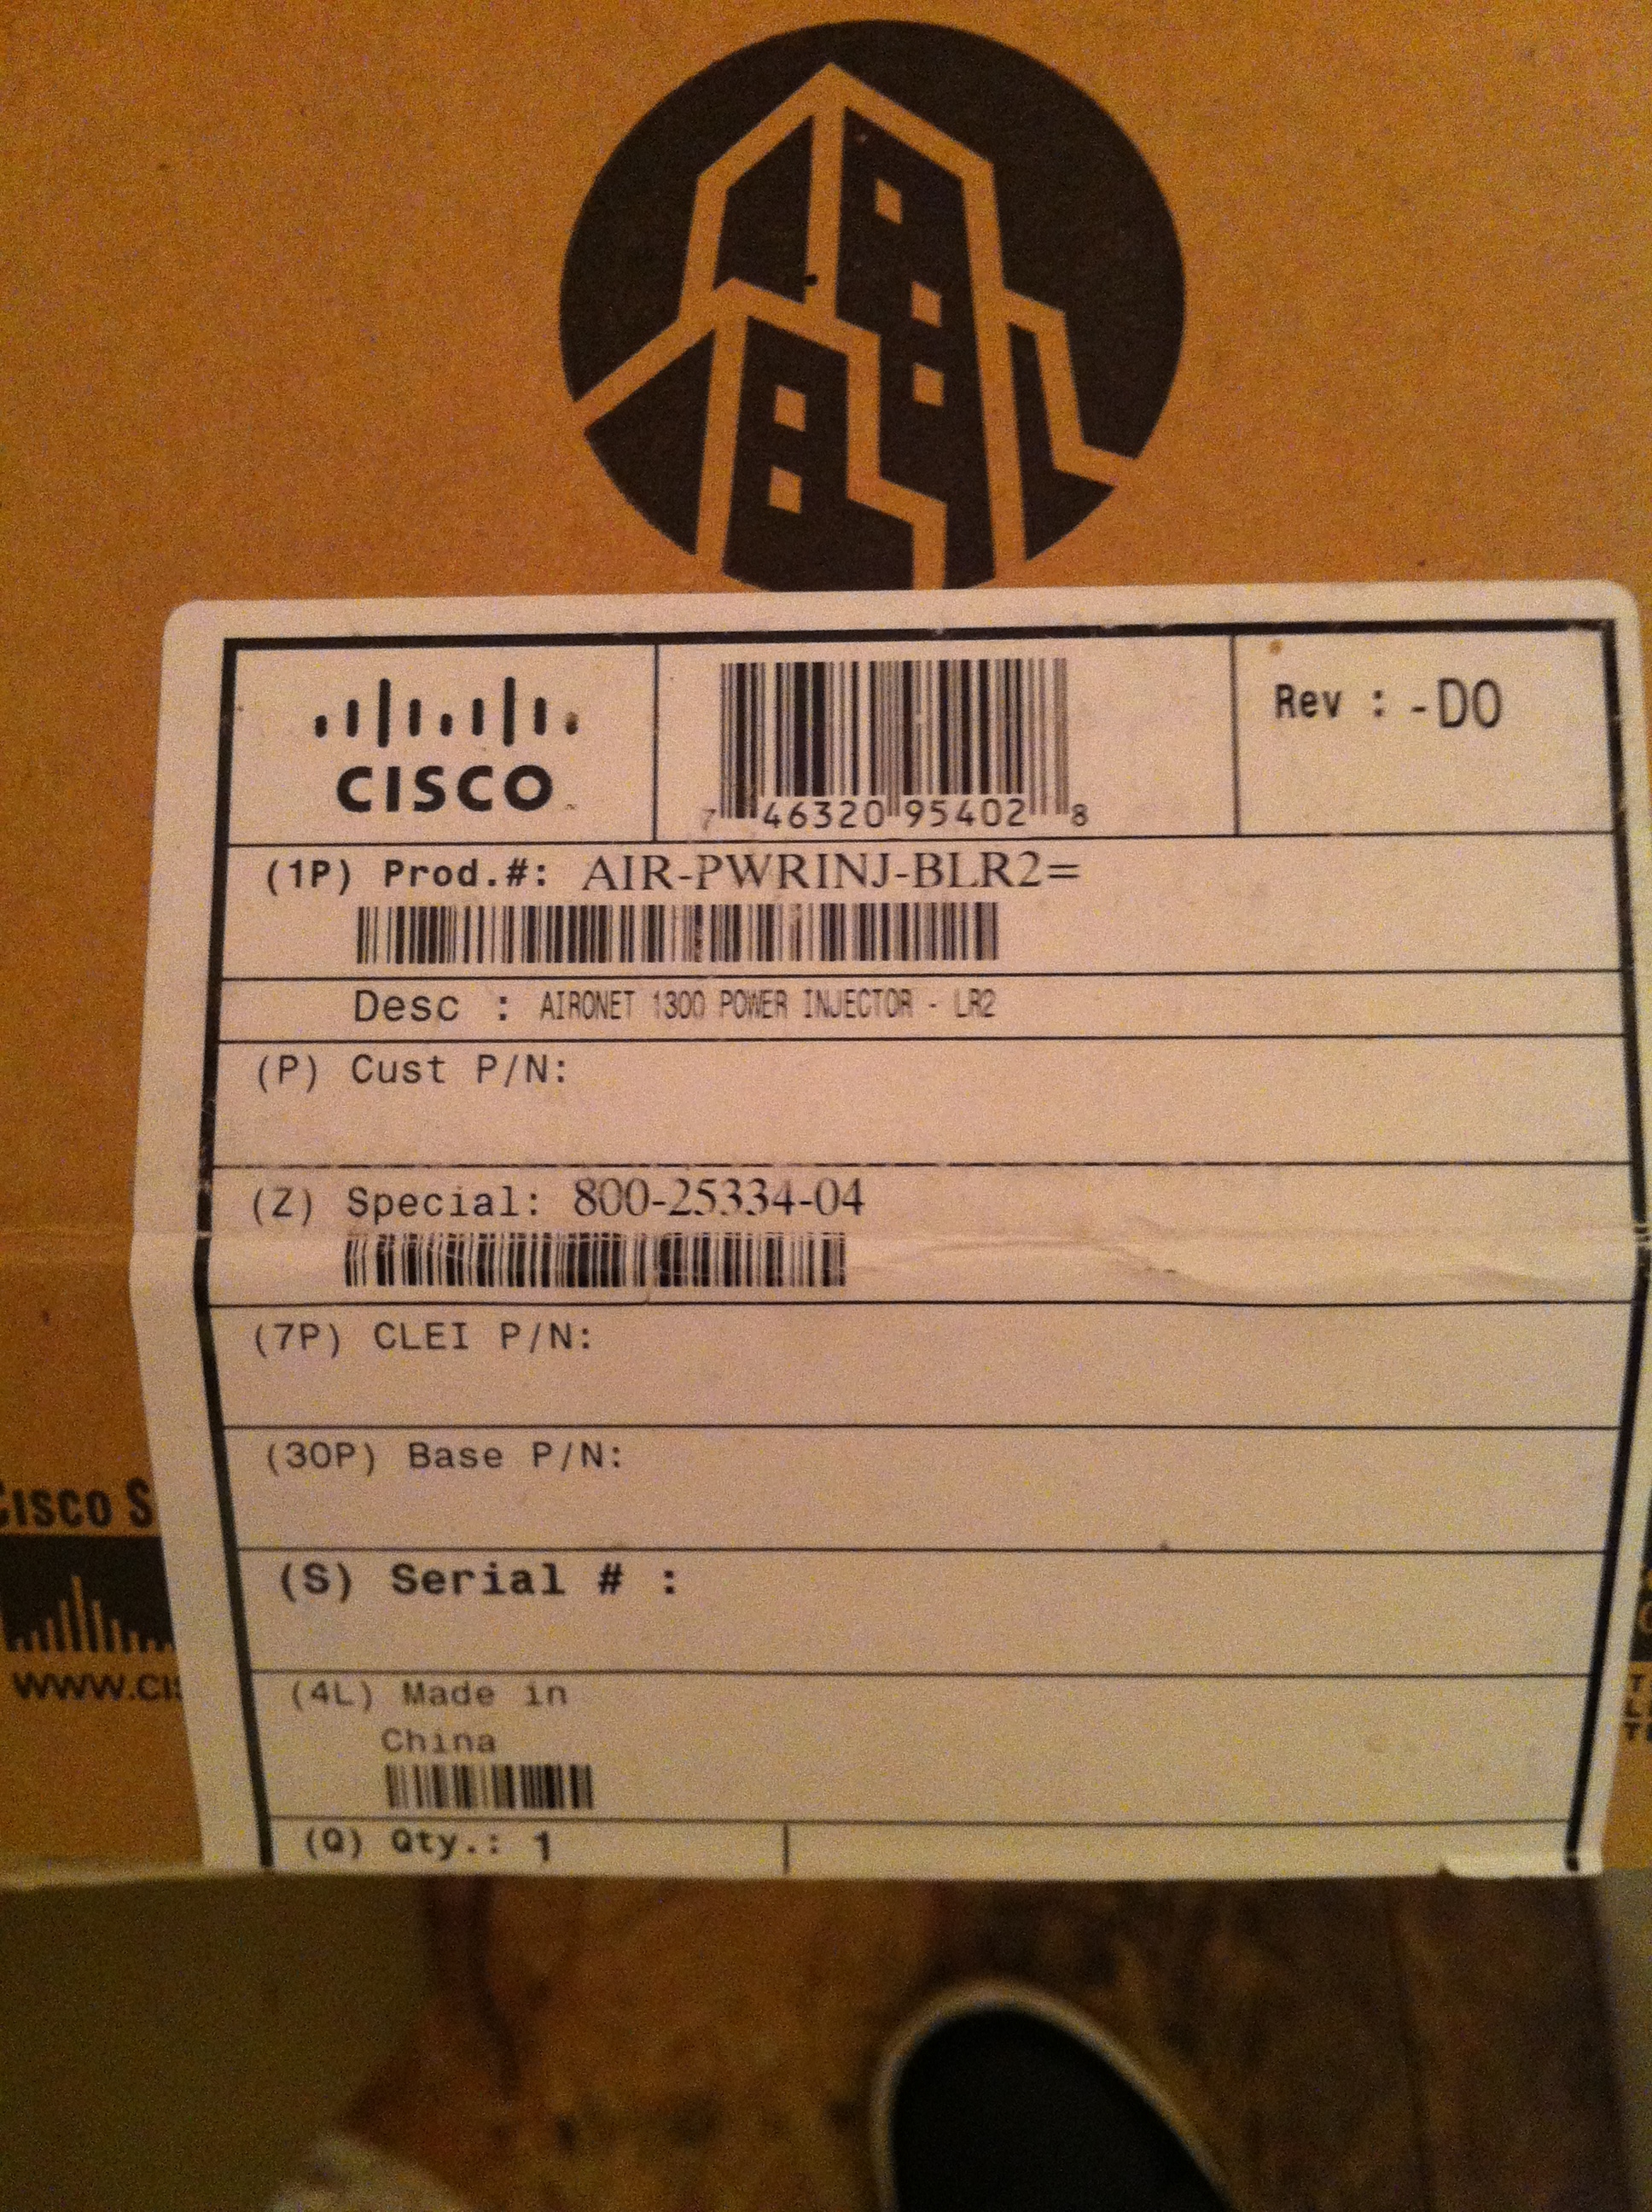 CISCO
7 46320 95402 8
Rev : -D0
(1P) Prod.#: AIR-PWRINJ-BLR2=
Desc : AIRONET 1300 POWER INJECTOR - LR2
(P) Cust P/N:
(Z) Special: 800-25334-04
(7P) CLEI P/N:
(30P) Base P/N:
CISCO S
(S) Serial # :
WWW.CIS
(4L) Made in
China
(Q) Qty.: 1